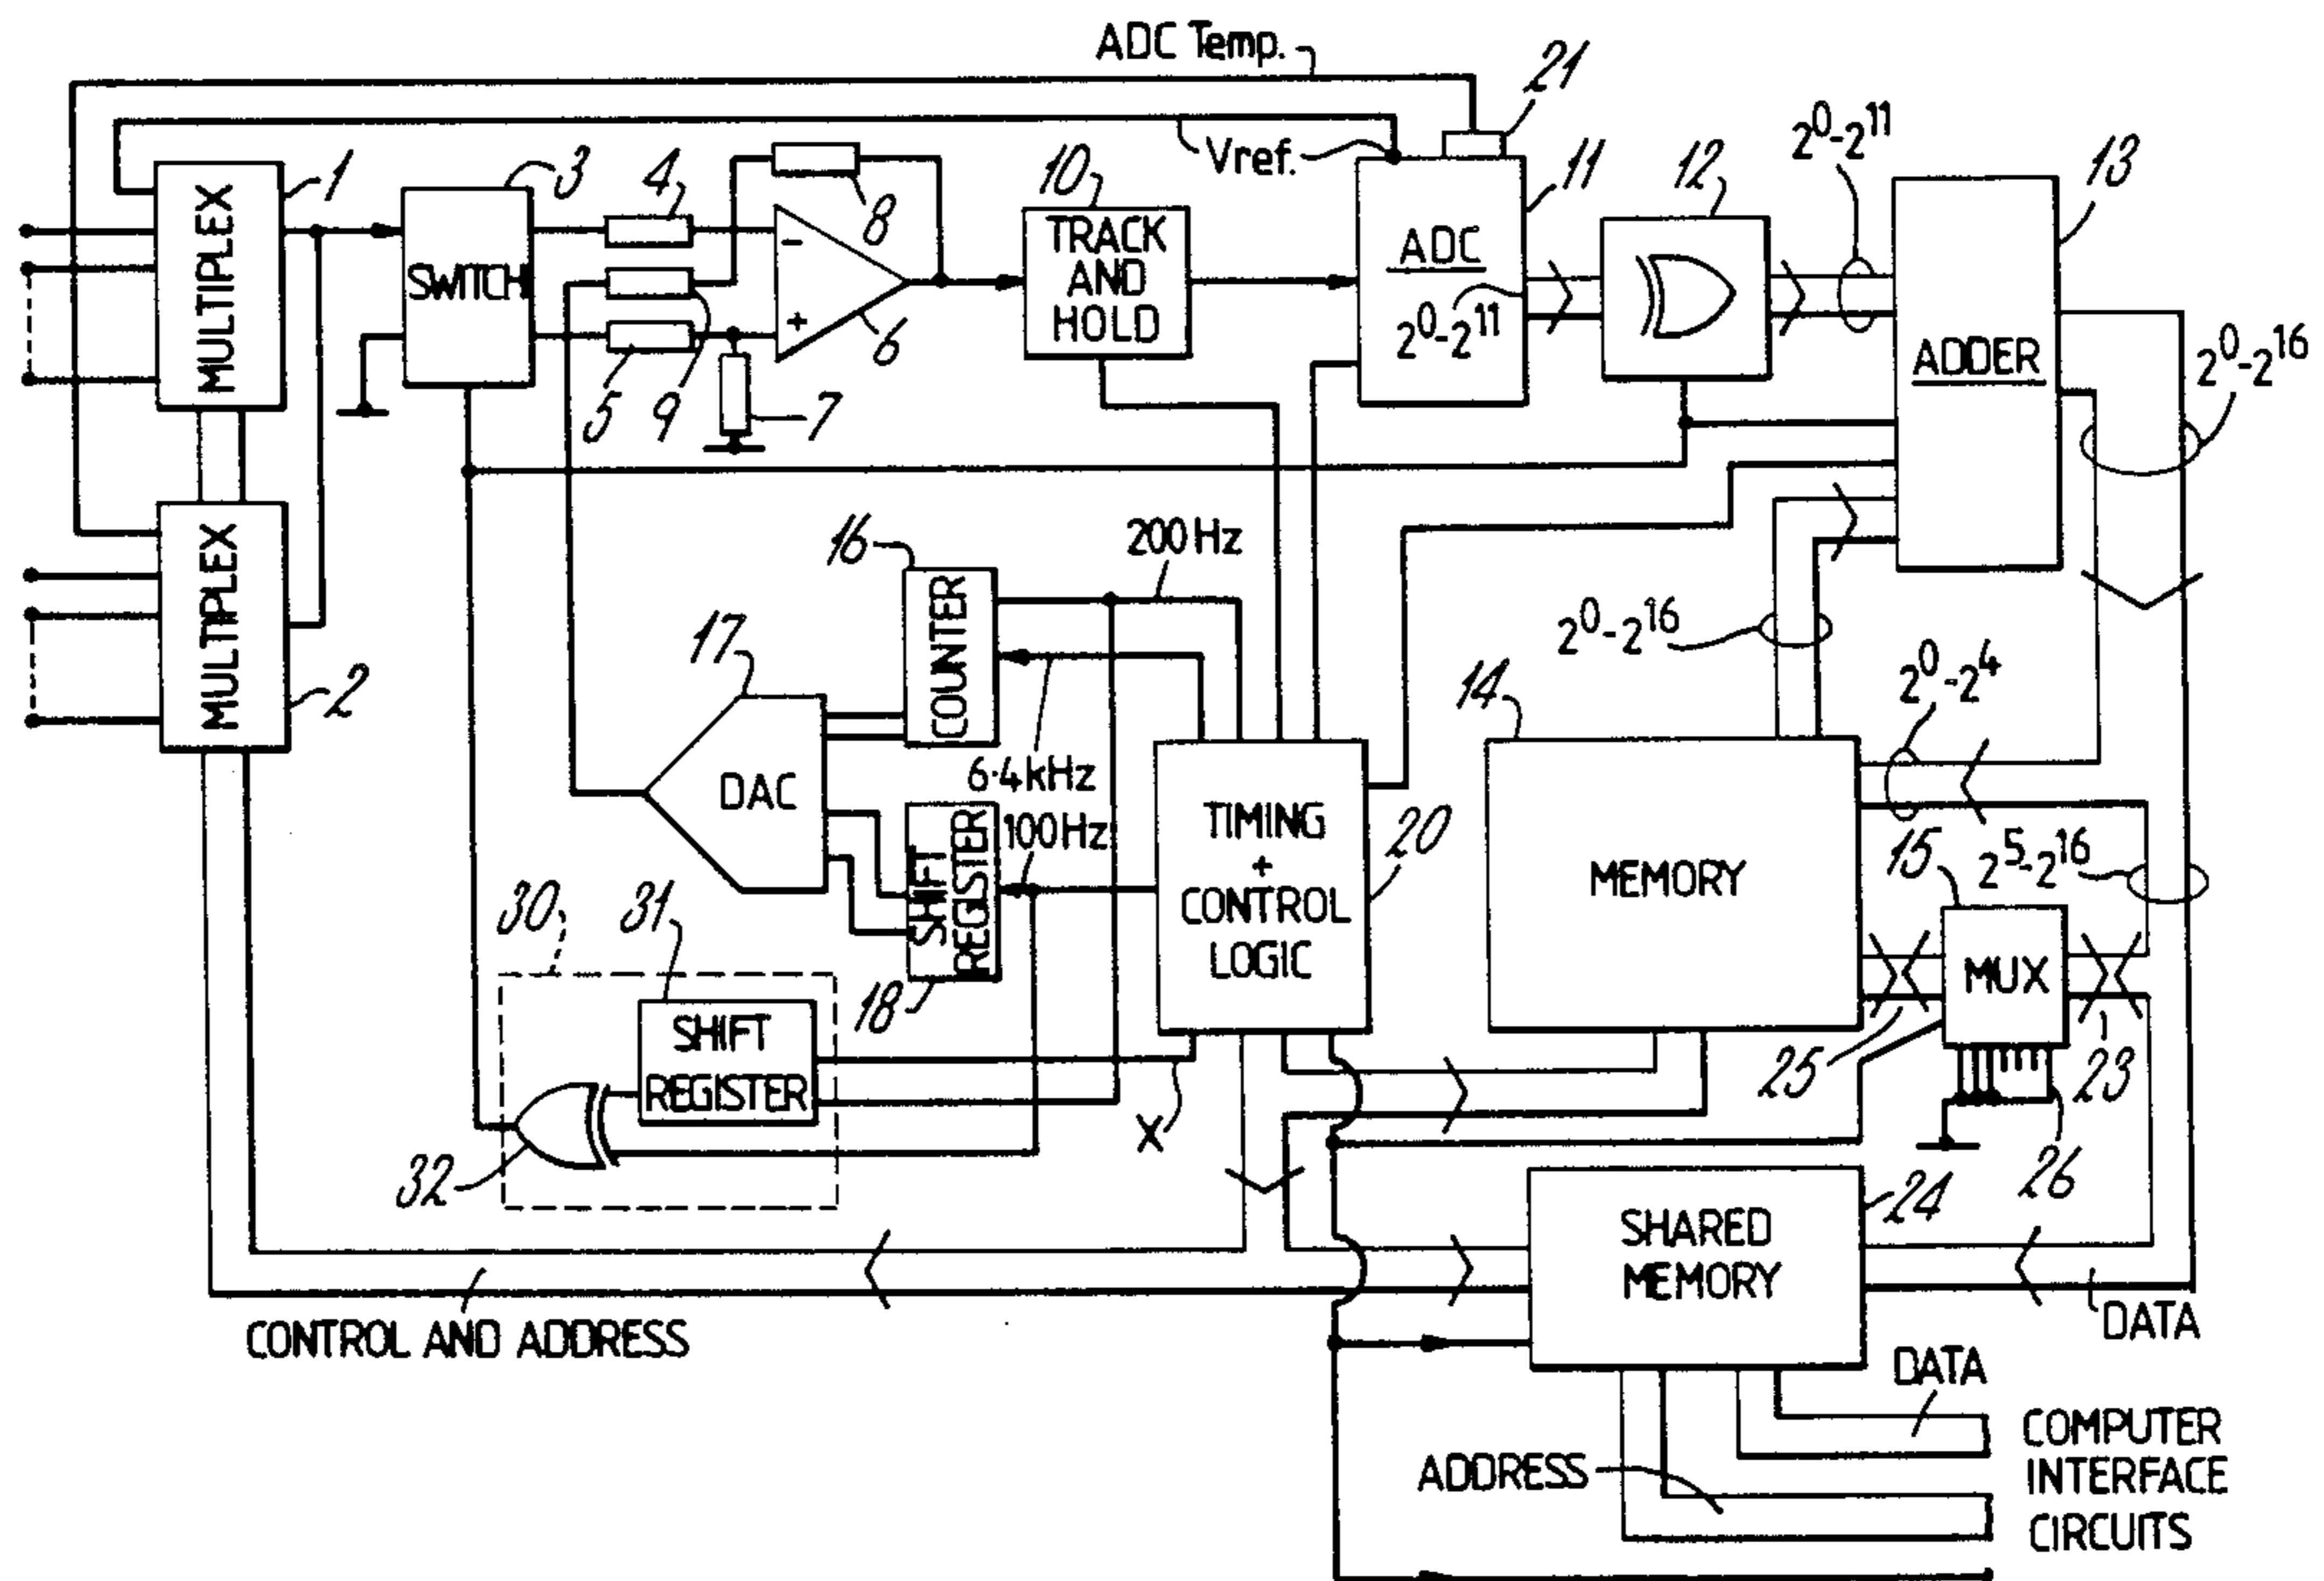 ADC Temp.
21
Vref.
1
MULTIPLEX
3
SWITCH
4
8
-
+
6
5
9
7
10
TRACK
AND
HOLD
11
ADC
2⁰-2¹¹
12
2⁰-2¹¹
13
ADDER
2⁰-2¹⁶
MULTIPLEX
2
16
COUNTER
200 Hz
17
DAC
6·4kHz
100Hz
SHIFT
REGISTER
18
2⁰-2¹⁶
14
MEMORY
2⁰-2⁴
TIMING
+
CONTROL
LOGIC
20
15
2⁵-2¹⁶
MUX
25
23
26
30
31
SHIFT
REGISTER
32
X
SHARED
MEMORY
24
CONTROL AND ADDRESS
DATA
DATA
ADDRESS
COMPUTER
INTERFACE
CIRCUITS